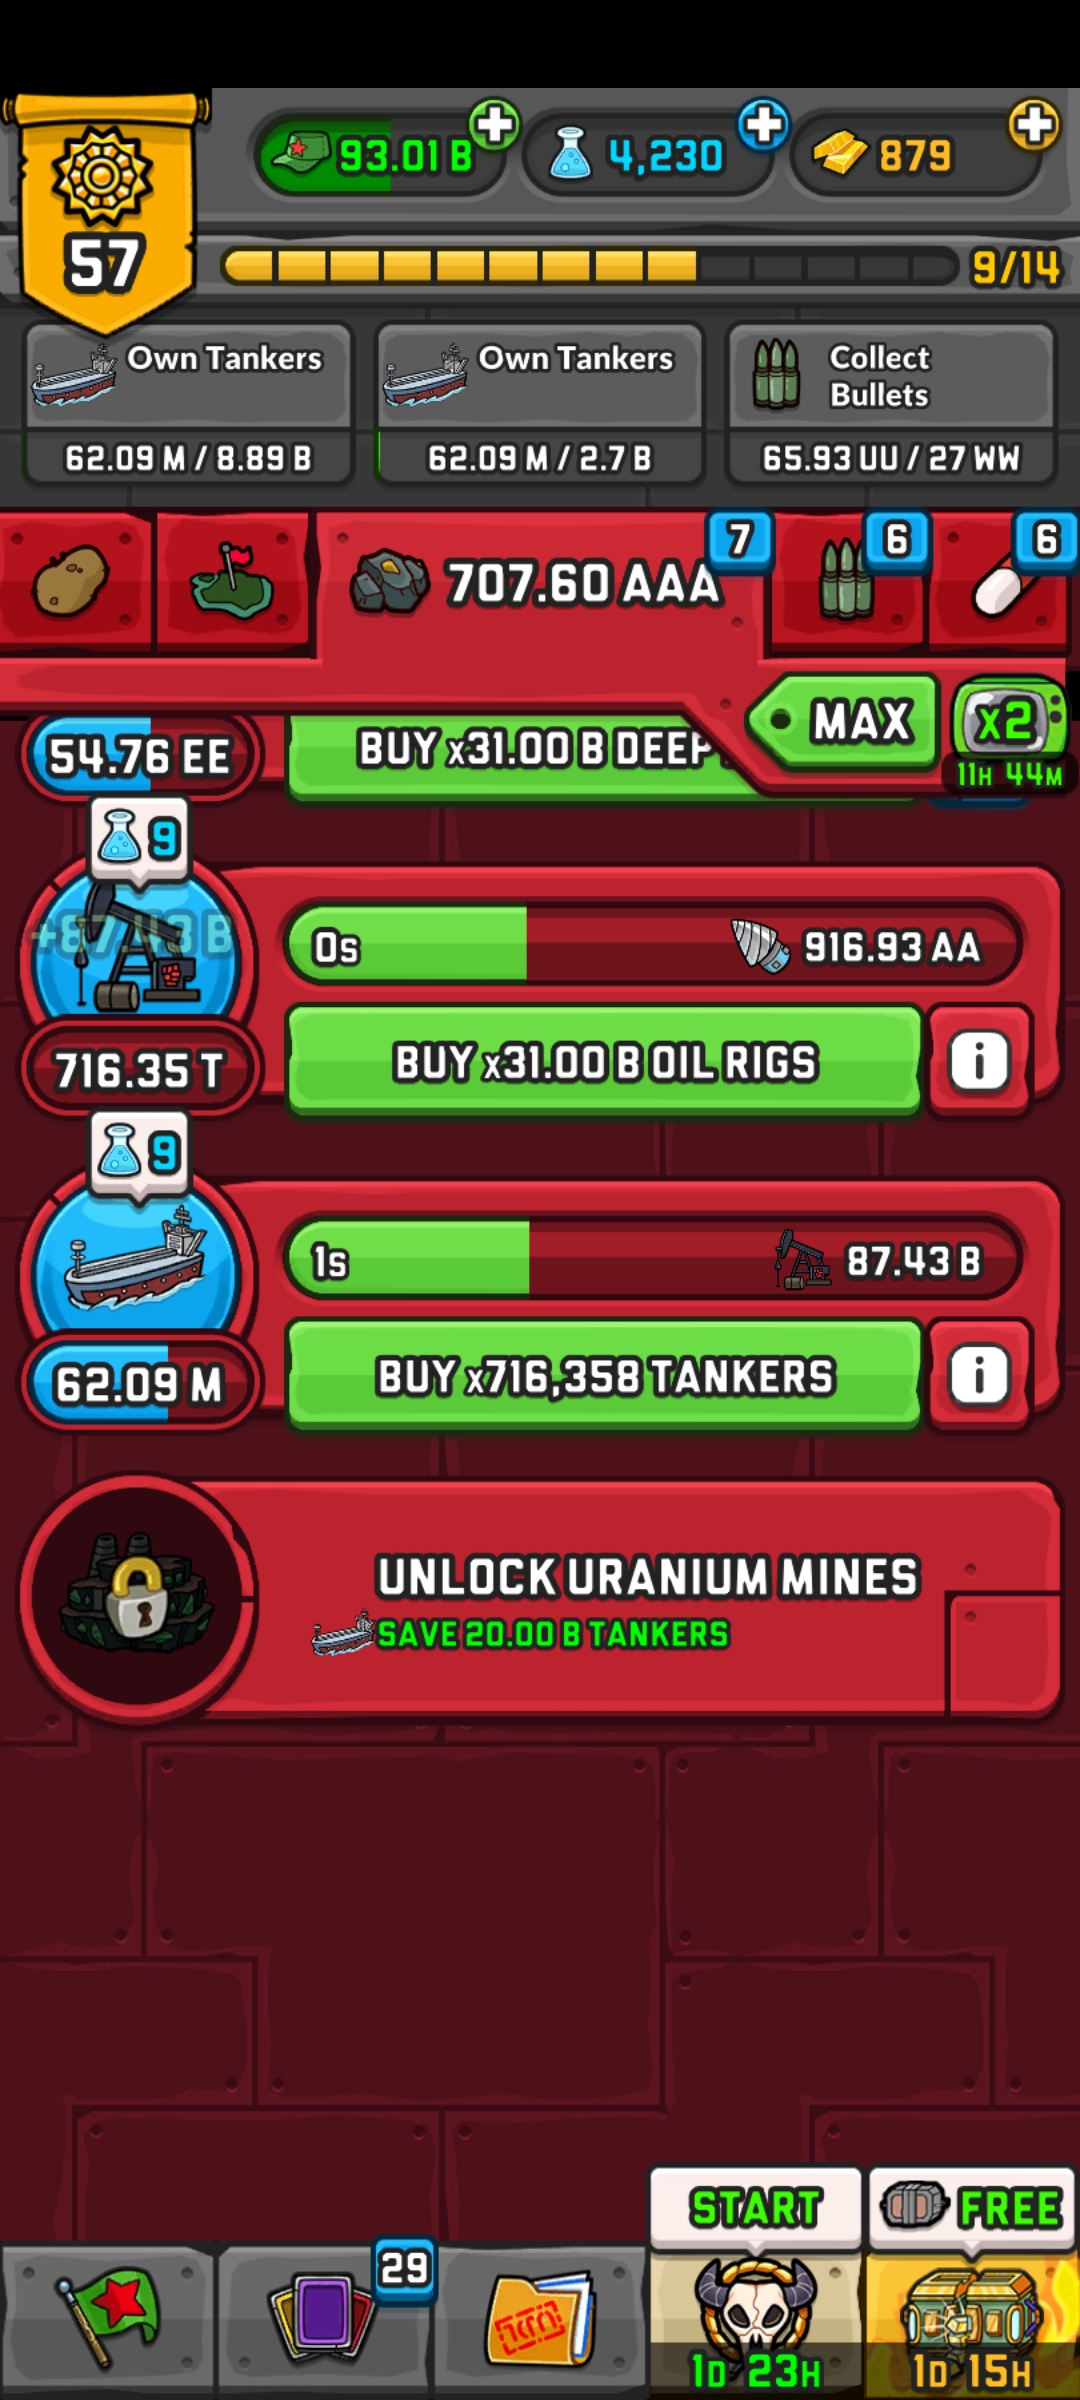 93.01 B
4,230
879
57
9/14
Own Tankers
62.09 M / 8.89 B
Own Tankers
62.09 M / 2.7 B
Collect
Bullets
65.93 UU / 27 WW
707.60 AAA
7
6
6
MAX
x2
11H 44M
54.76 EE
BUY x31.00 B DEEP
9
+87.43 B
0s
916.93 AA
716.35 T
BUY x31.00 B OIL RIGS
i
9
1s
87.43 B
62.09 M
BUY x716,358 TANKERS
i
UNLOCK URANIUM MINES
SAVE 20.00 B TANKERS
START
FREE
29
1D 23H
1D 15H